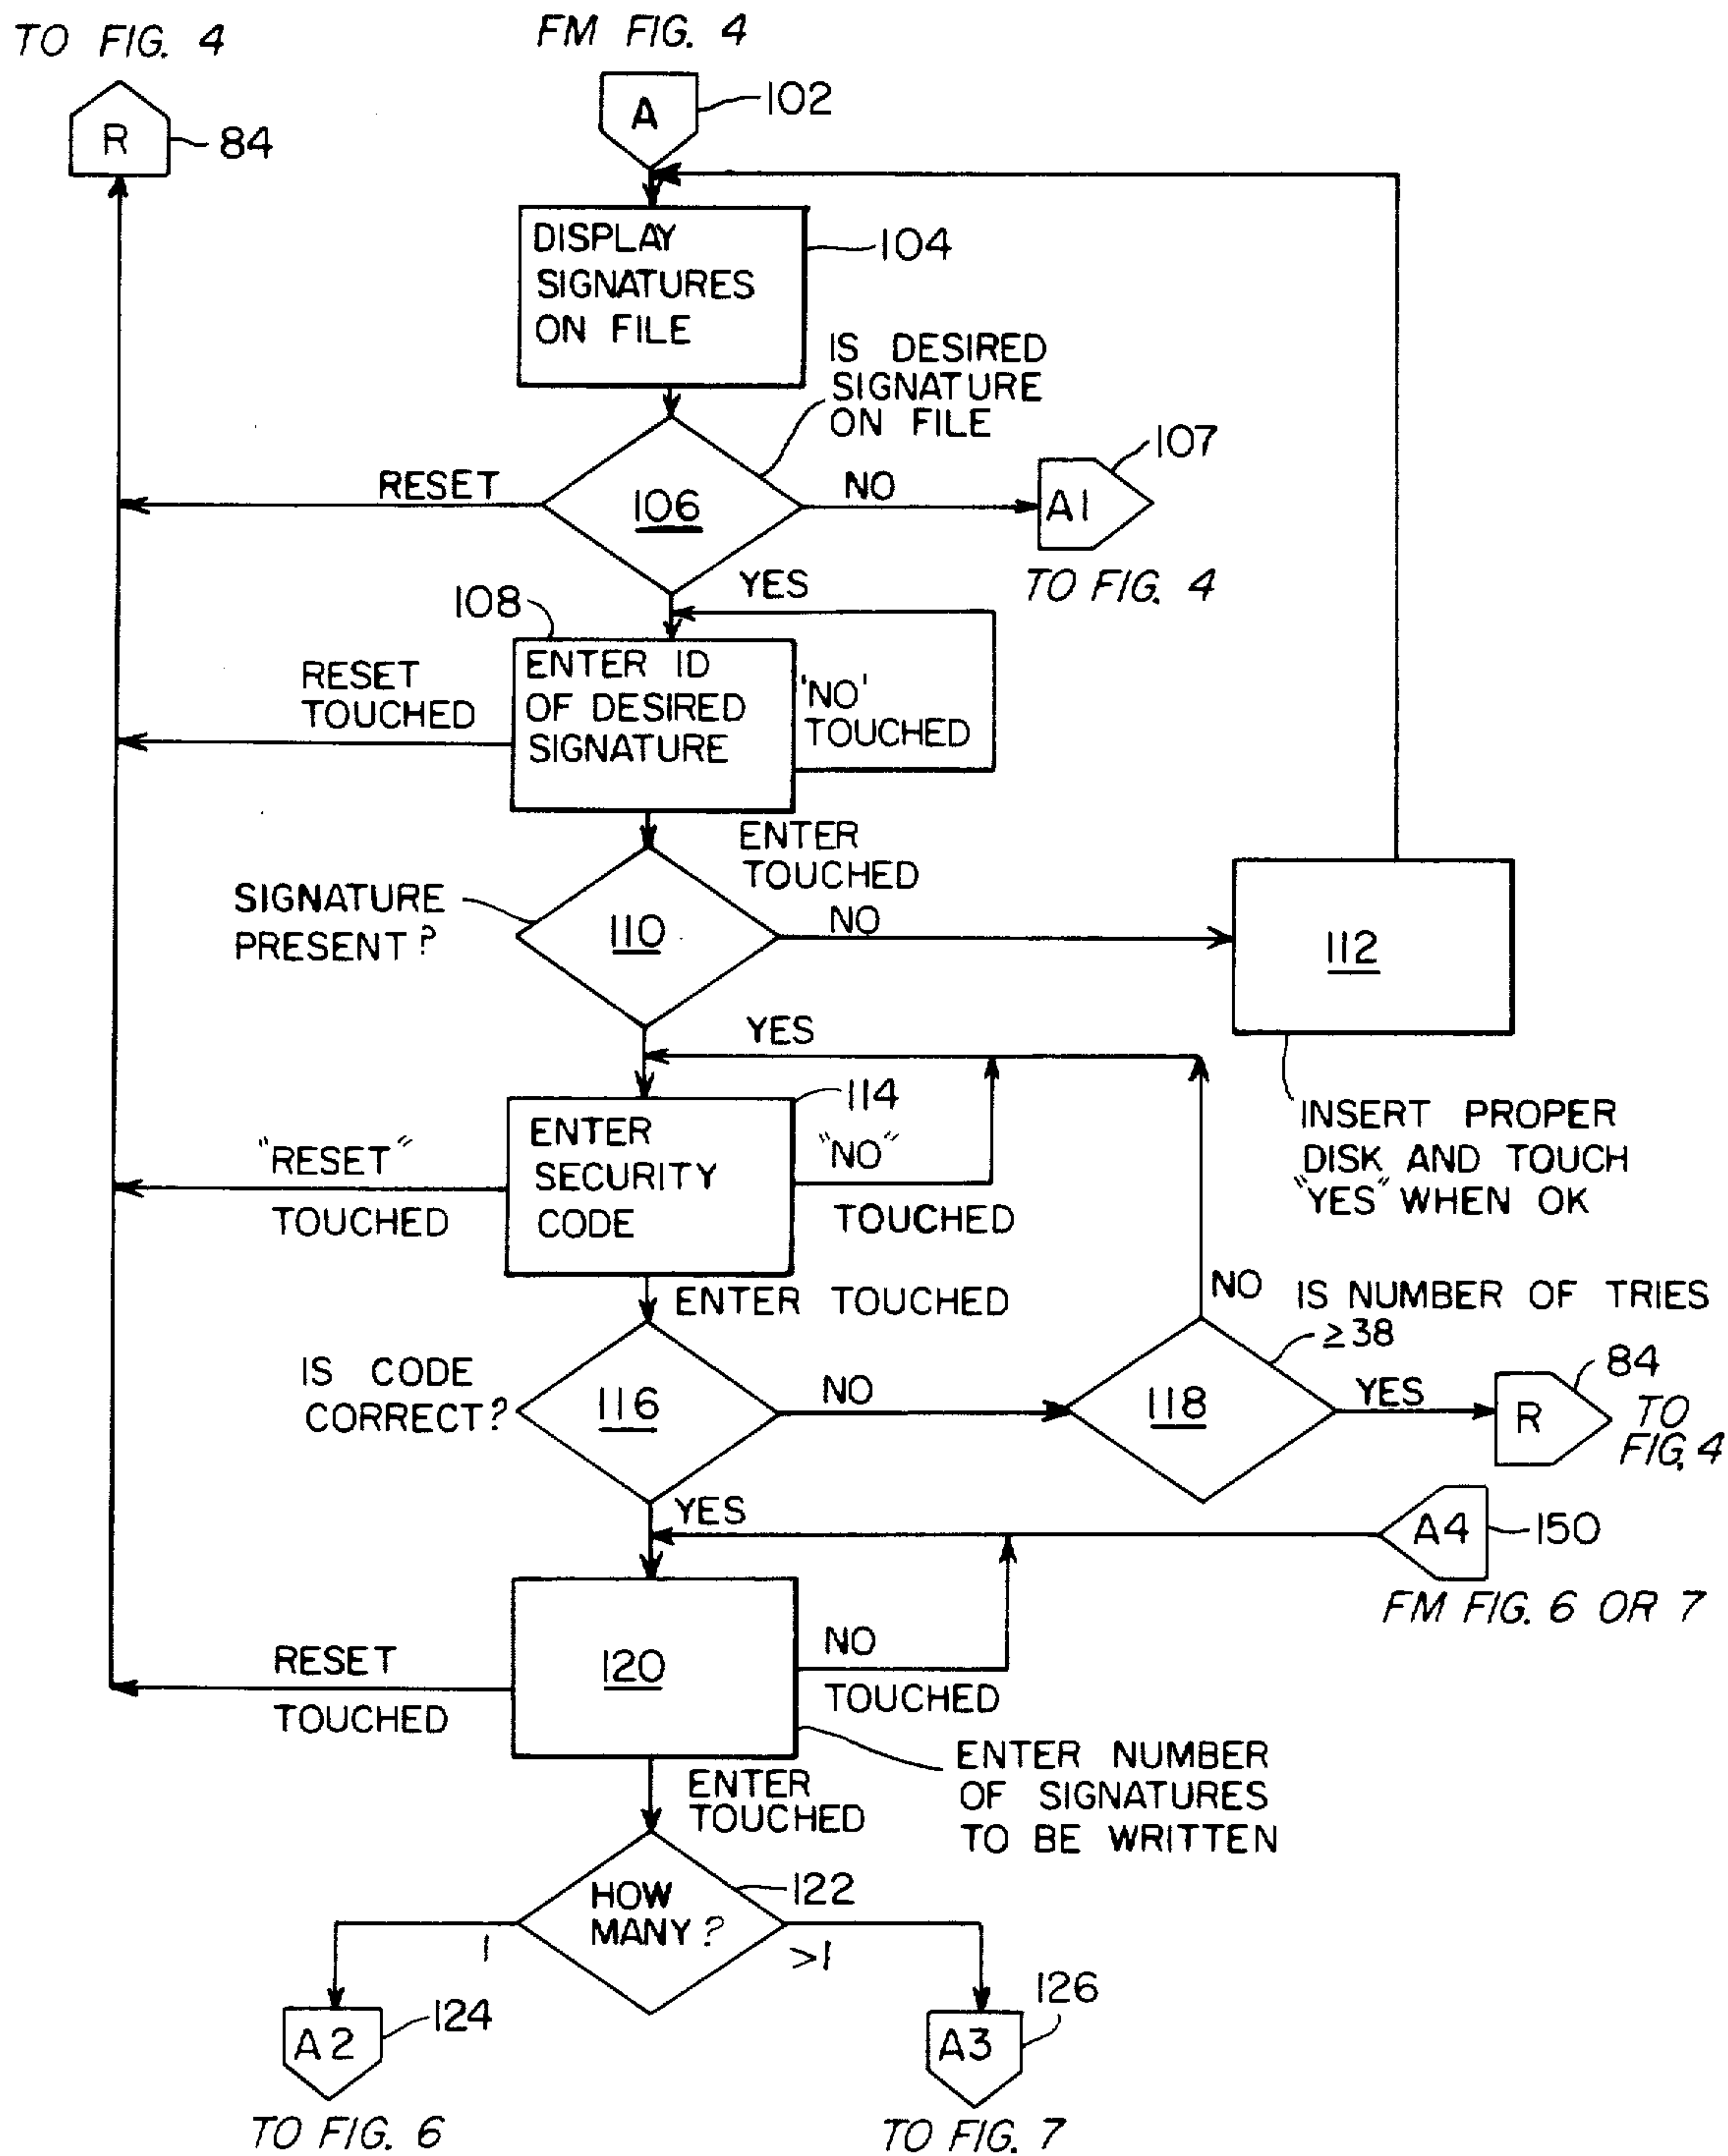 TO FIG. 4
FM FIG. 4
R
84
A
102
DISPLAY
SIGNATURES
ON FILE
104
IS DESIRED
SIGNATURE
ON FILE
RESET
106
NO
A1
107
TO FIG. 4
YES
108
ENTER ID
OF DESIRED
SIGNATURE
RESET
TOUCHED
'NO'
TOUCHED
ENTER
TOUCHED
SIGNATURE
PRESENT?
110
NO
112
INSERT PROPER
DISK AND TOUCH
"YES" WHEN OK
YES
114
ENTER
SECURITY
CODE
"RESET"
TOUCHED
"NO"
TOUCHED
ENTER TOUCHED
IS CODE
CORRECT?
116
NO
118
NO
IS NUMBER OF TRIES
≥38
YES
R
84
TO
FIG. 4
YES
A4
150
FM FIG. 6 OR 7
120
RESET
TOUCHED
NO
TOUCHED
ENTER NUMBER
OF SIGNATURES
TO BE WRITTEN
ENTER
TOUCHED
HOW
MANY?
122
1
>1
A2
124
TO FIG. 6
A3
126
TO FIG. 7